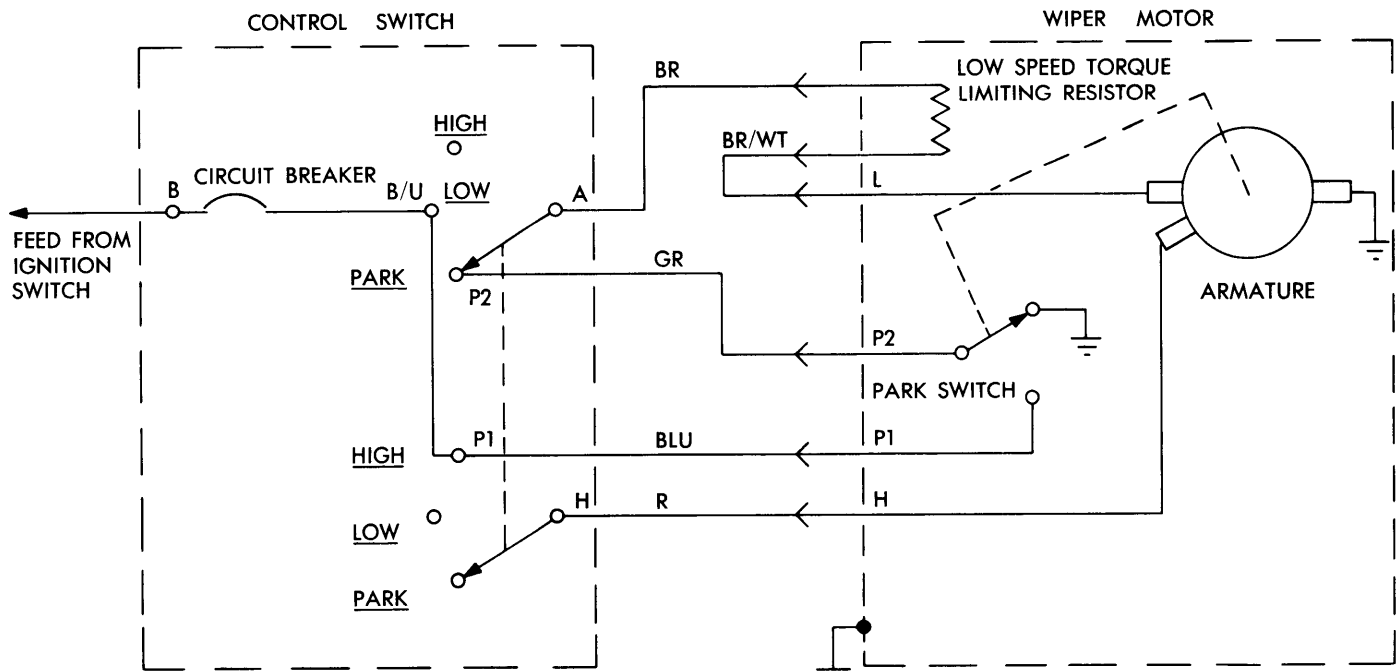 CONTROL SWITCH
WIPER MOTOR
BR
LOW SPEED TORQUE
LIMITING RESISTOR
HIGH
BR/WT
B
CIRCUIT BREAKER
B/U
LOW
A
L
FEED FROM
IGNITION
SWITCH
PARK
P2
GR
ARMATURE
P2
PARK SWITCH
HIGH
P1
BLU
P1
LOW
H
R
H
PARK